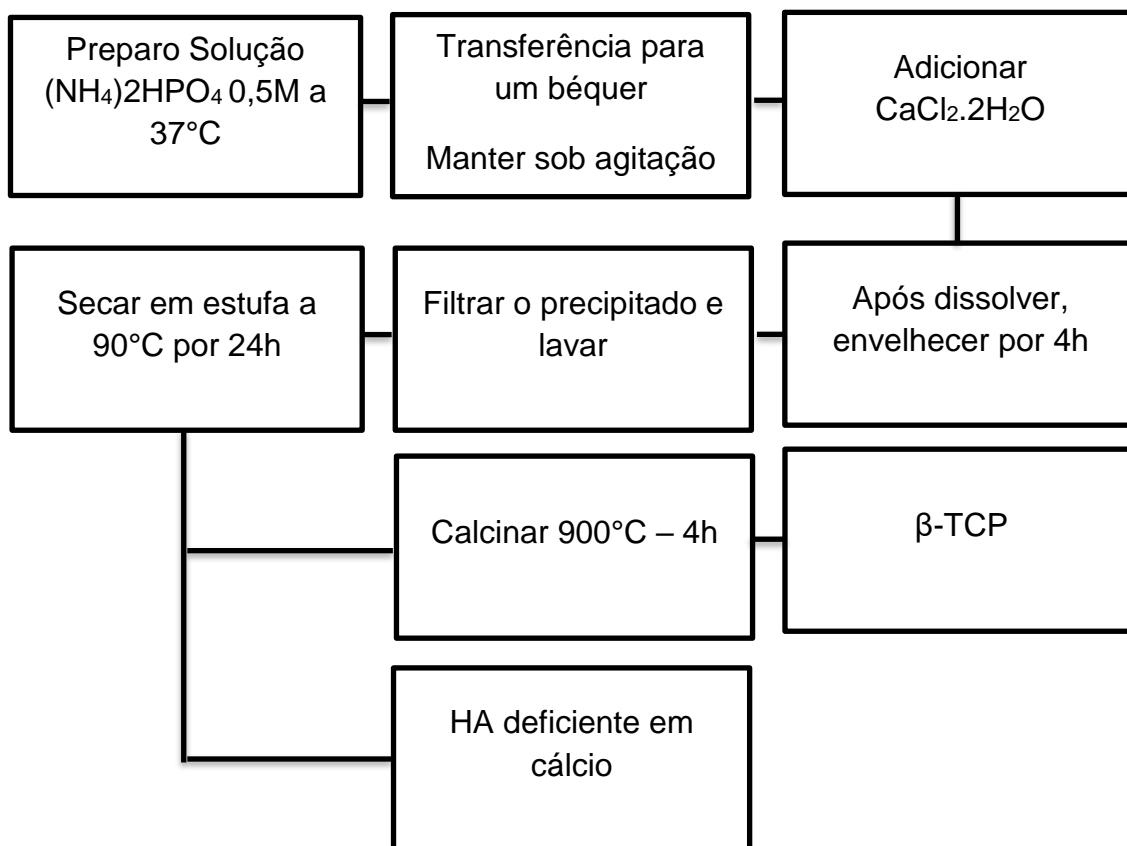 Preparo Solução
(NH₄)2HPO₄ 0,5M a
37°C
Transferência para
um béquer
Manter sob agitação
Adicionar
CaCl₂.2H₂O
Após dissolver,
envelhecer por 4h
Filtrar o precipitado e
lavar
Secar em estufa a
90°C por 24h
Calcinar 900°C – 4h
β-TCP
HA deficiente em
cálcio